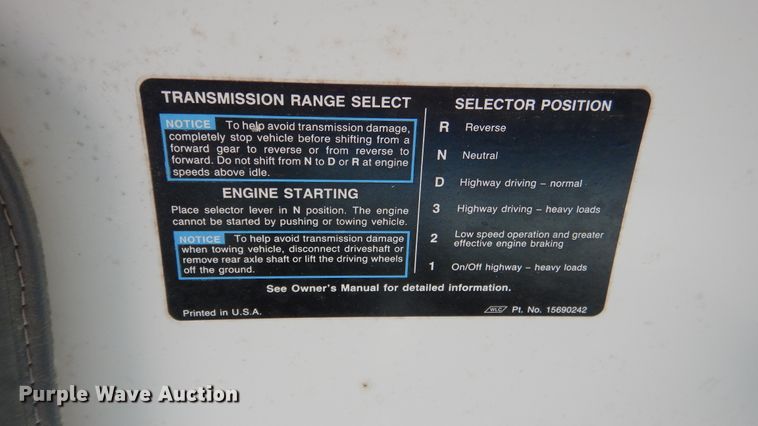 TRANSMISSION RANGE SELECT
NOTICE To help avoid transmission damage,
completely stop vehicle before shifting from a
forward gear to reverse or from reverse to
forward. Do not shift from N to D or R at engine
speeds above idle.
ENGINE STARTING
Place selector lever in N position. The engine
cannot be started by pushing or towing vehicle.
NOTICE To help avoid transmission damage
when towing vehicle, disconnect driveshaft or
remove rear axle shaft or lift the driving wheels
off the ground.
SELECTOR POSITION
R Reverse
N Neutral
D Highway driving – normal
3 Highway driving – heavy loads
2 Low speed operation and greater
effective engine braking
1 On/Off highway – heavy loads
See Owner's Manual for detailed information.
Printed in U.S.A.
WLC Pt. No. 15690242
Purple Wave Auction